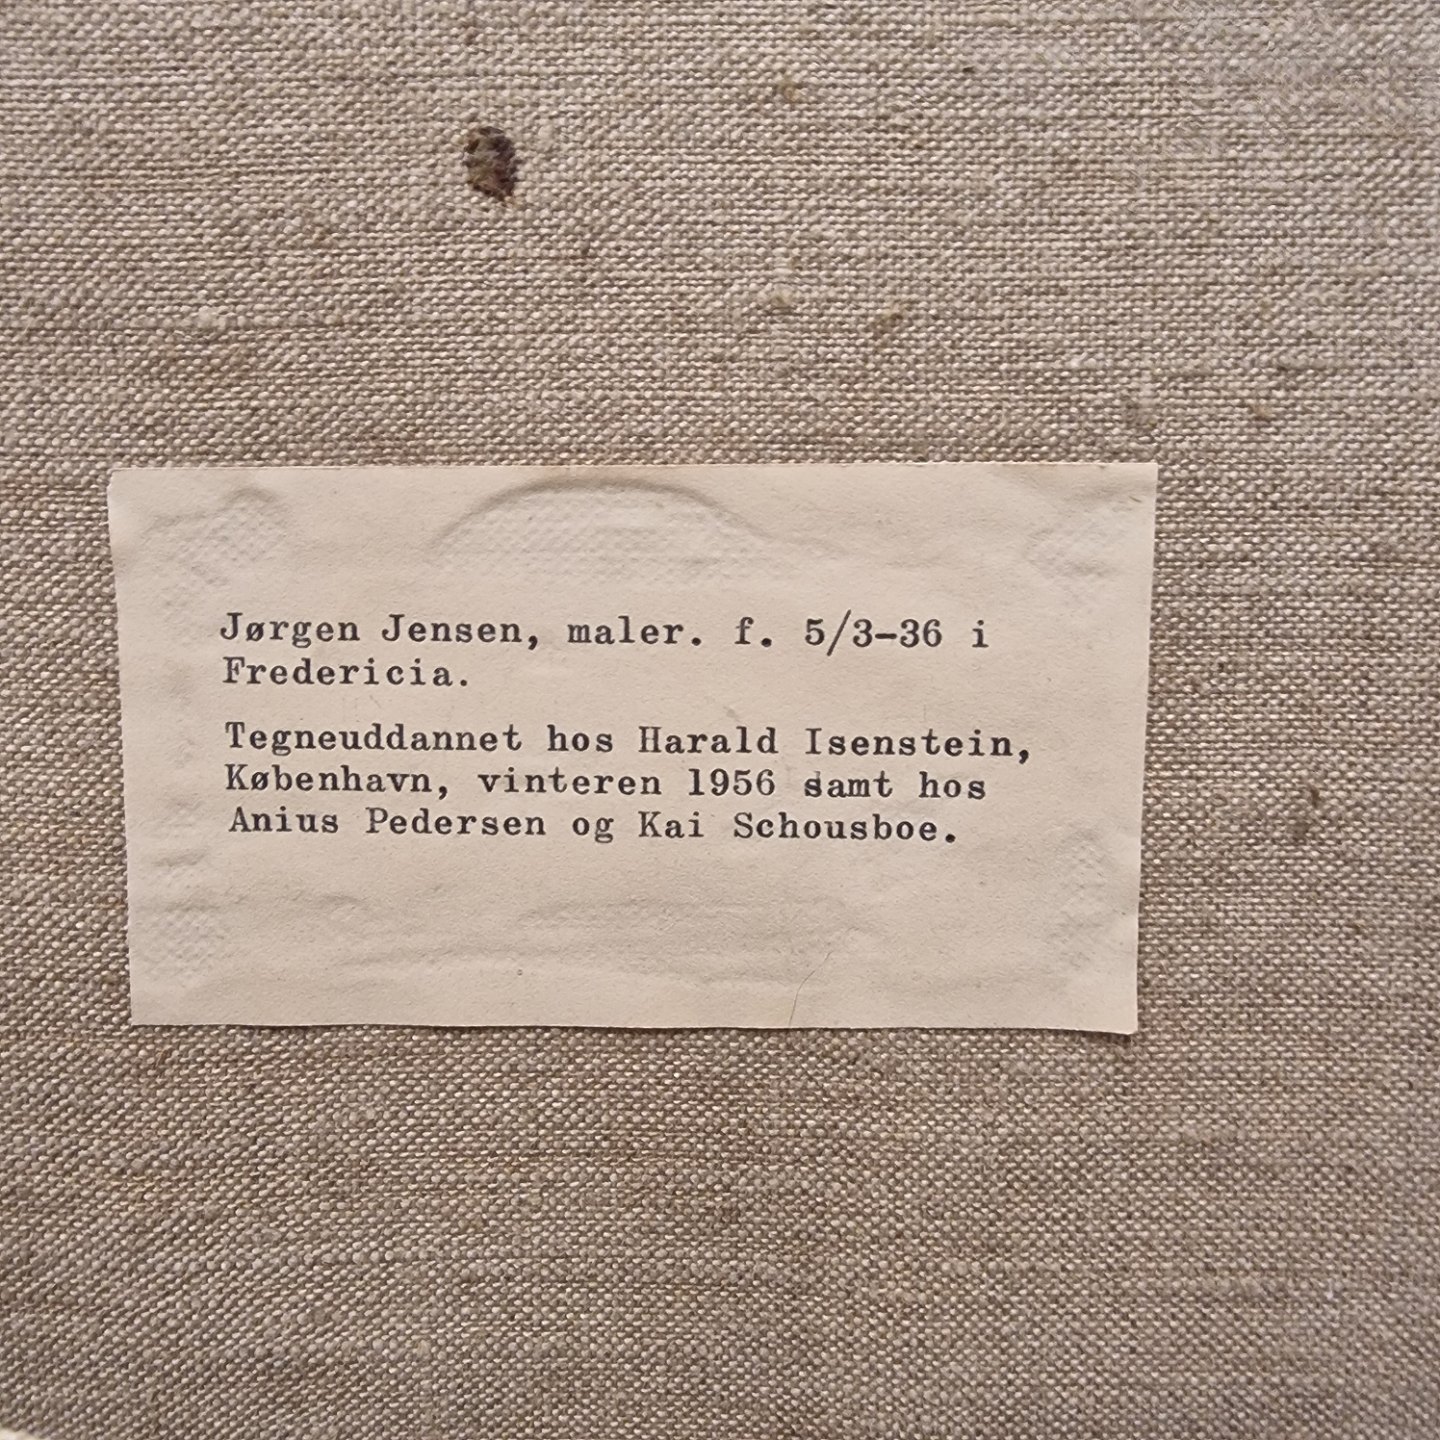 Jørgen Jensen, maler. f. 5/3-36 i
Fredericia.
Tegneuddannet hos Harald Isenstein,
København, vinteren 1956 samt hos
Anius Pedersen og Kai Schousboe.